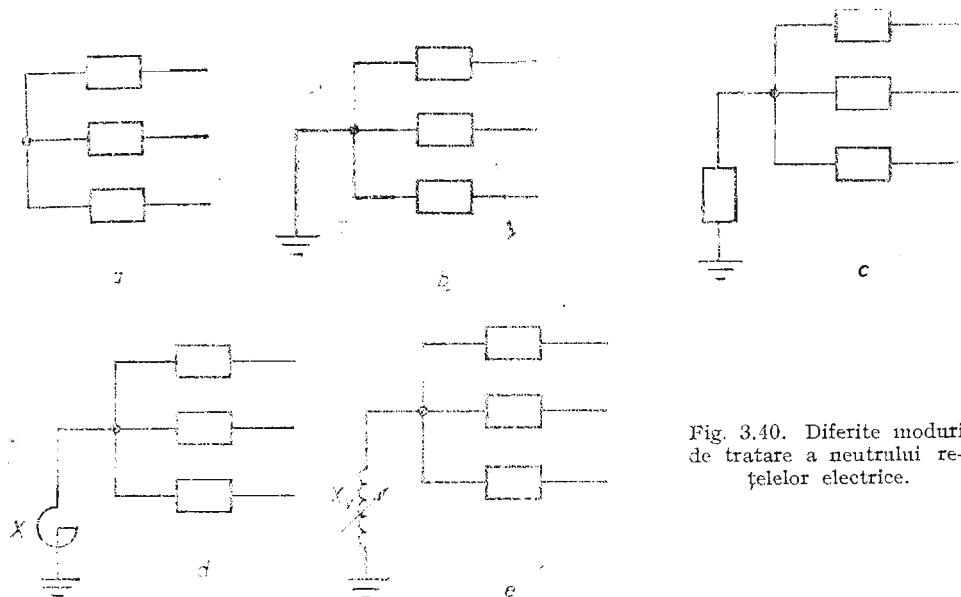 c
b
X
d
e
Fig. 3.40. Diferite moduri
de tratare a neutrului re-
țelelor electrice.